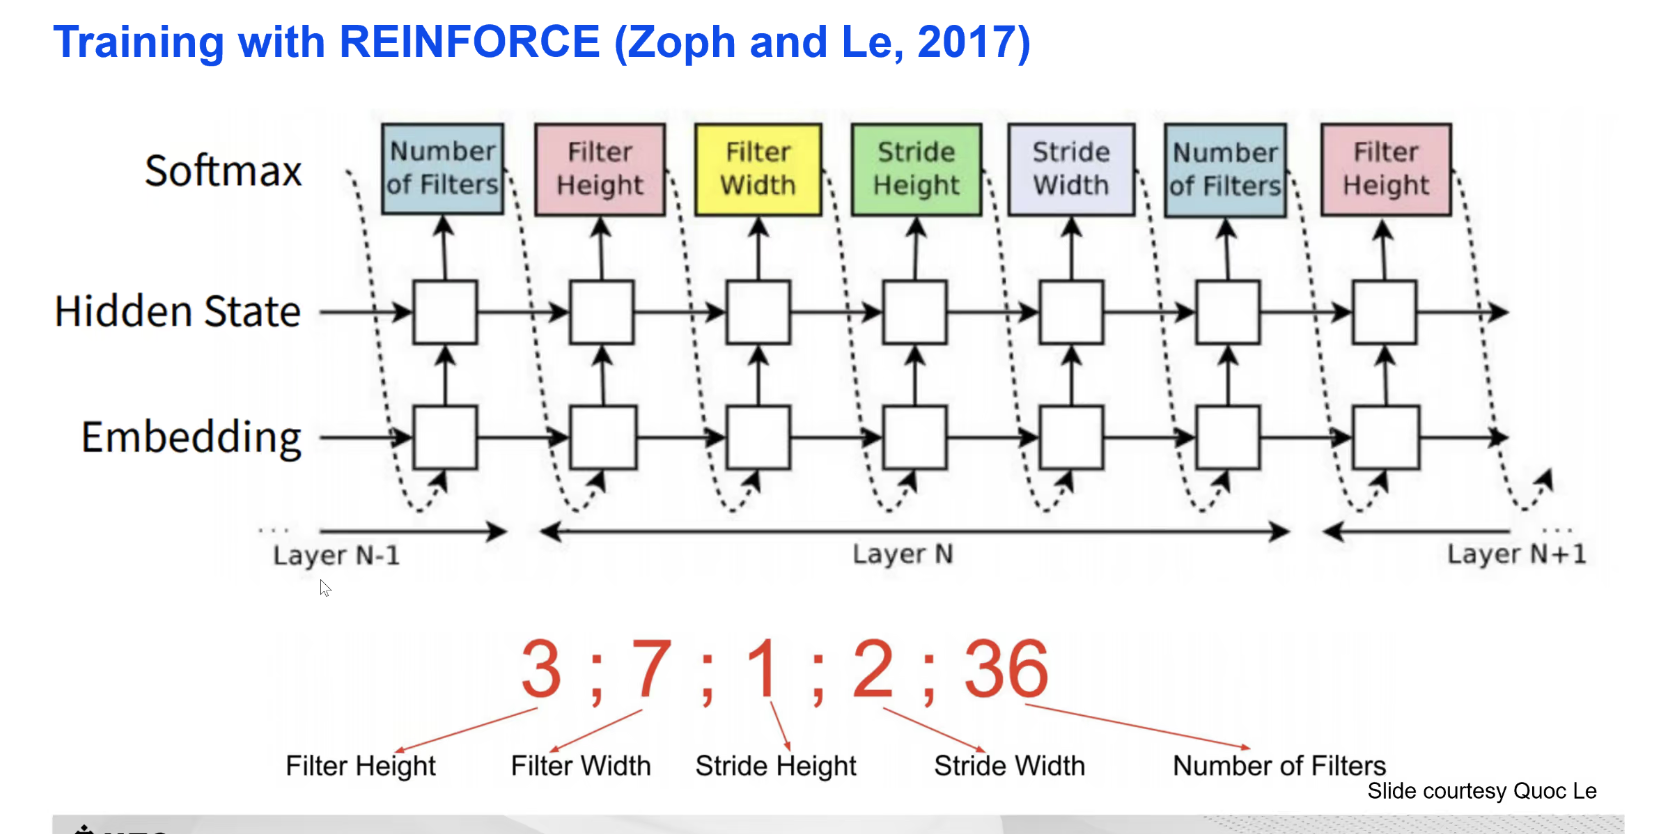 Training with REINFORCE (Zoph and Le, 2017)
Softmax
Number of Filters
Filter Height
Filter Width
Stride Height
Stride Width
Number of Filters
Filter Height
Hidden State
Embedding
... Layer N-1
Layer N
... Layer N+1
3 ; 7 ; 1 ; 2 ; 36
Filter Height Filter Width Stride Height Stride Width Number of Filters
Slide courtesy Quoc Le